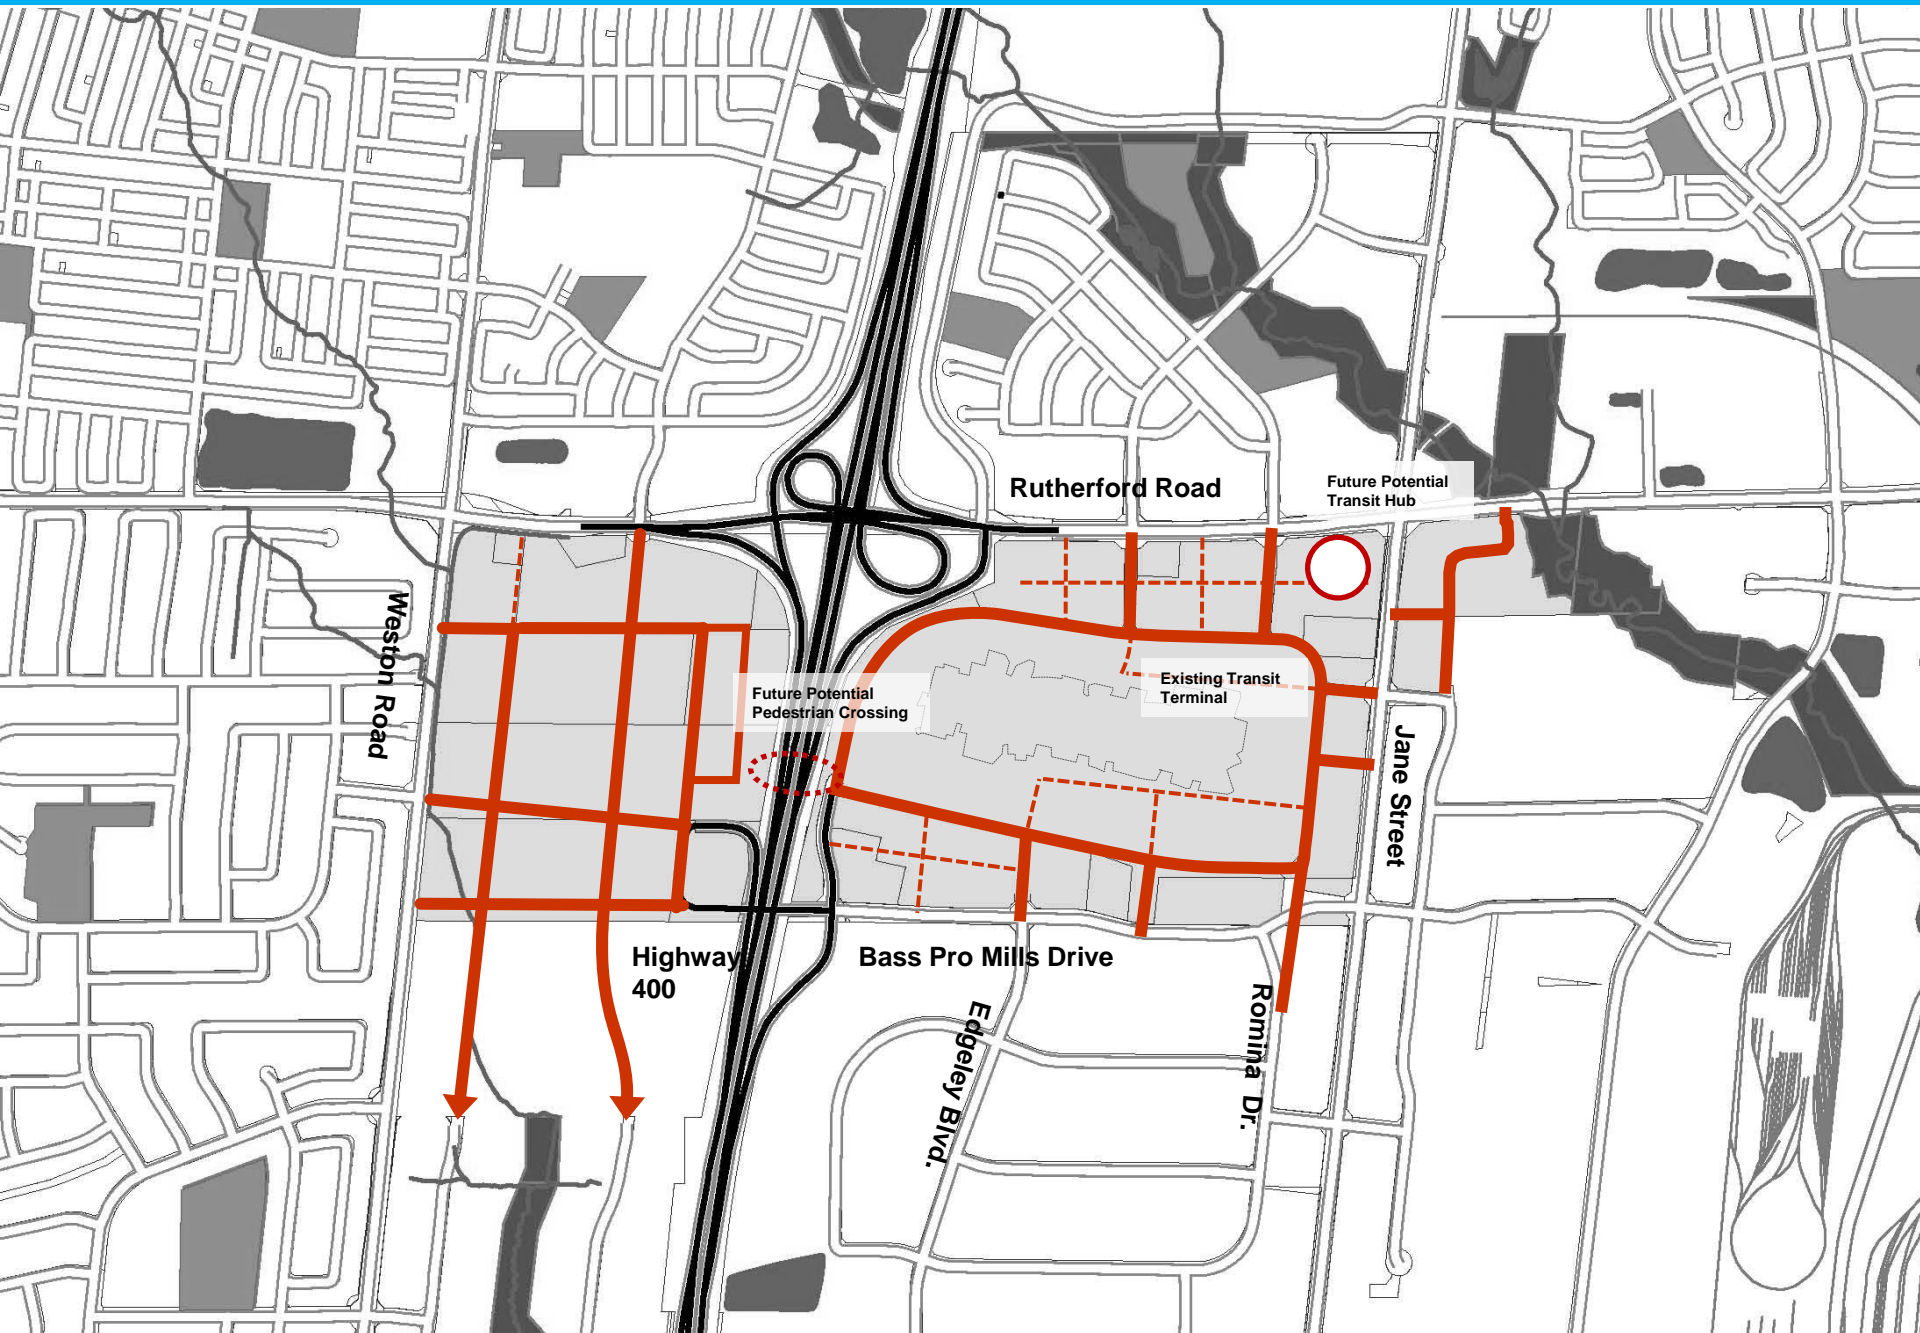 Rutherford Road
Future Potential
Transit Hub
Weston Road
Future Potential
Pedestrian Crossing
Existing Transit
Terminal
Jane Street
Highway
400
Bass Pro Mills Drive
Edgeley Blvd.
Romina Dr.